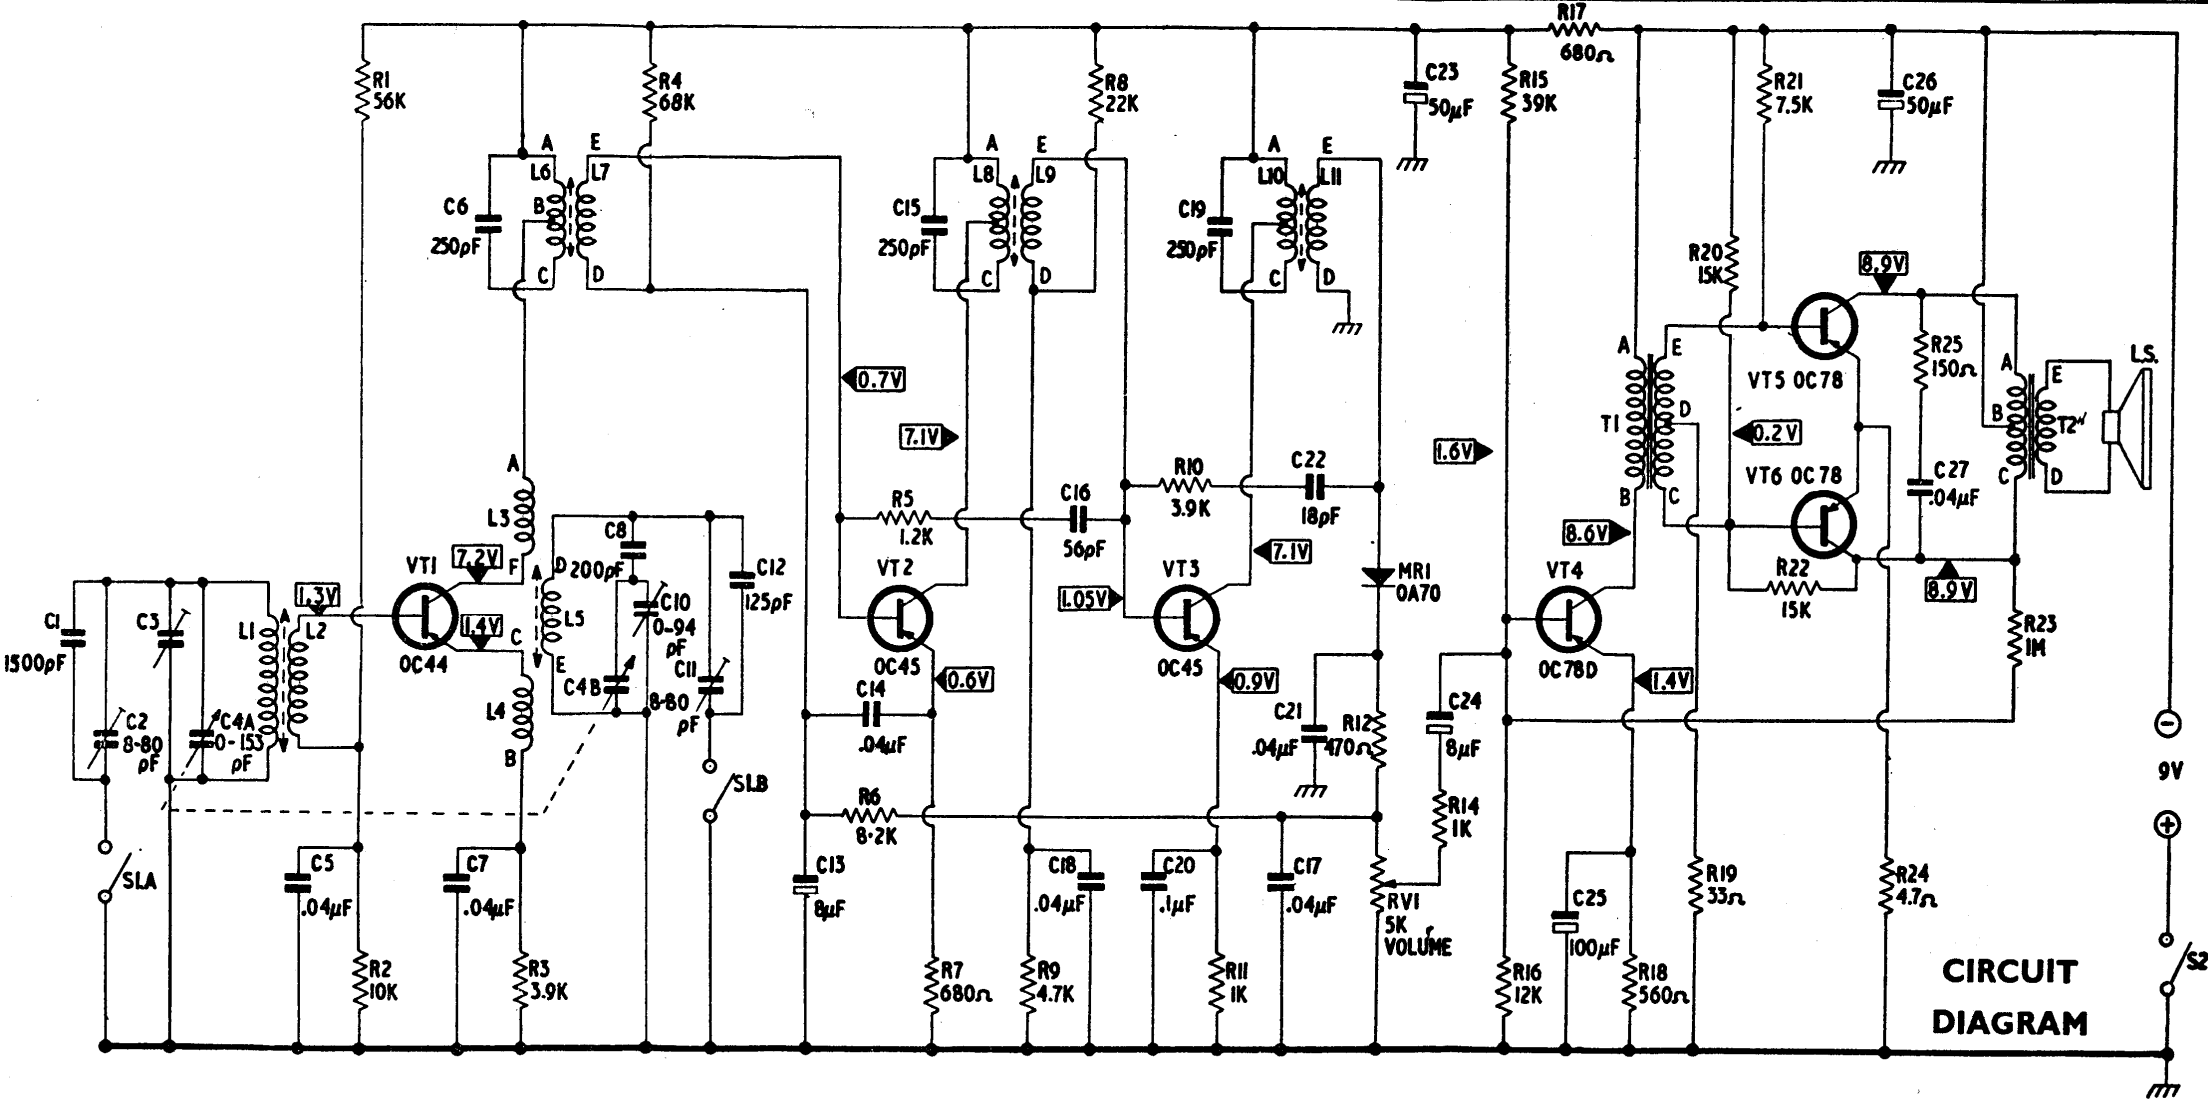 R17
680Ω
R1
56K
R4
68K
R8
22K
C23
50μF
R15
39K
R21
7.5K
C26
50μF
A
E
L6
L7
B
C
D
C6
250pF
A
E
L8
L9
C
D
C15
250pF
A
E
L10
L11
C
D
C19
250pF
R20
15K
8.9V
0.7V
7.1V
1.6V
VT5 OC78
0.2V
VT6 OC78
R25
150Ω
C27
.04μF
A
B
C
E
D
T2
L.S.
A
E
T1
D
B
C
A
L3
F
R5
1.2K
C16
56pF
R10
3.9K
C22
18pF
8.6V
7.1V
7.2V
VT1
1.3V
1.4V
OC44
C8
200pF
D
L5
C
E
C10
0-94
pF
C12
125pF
C11
8-80
pF
C4B
L4
B
VT2
OC45
0.6V
1.05V
VT3
OC45
0.9V
MR1
OA70
VT4
OC78D
1.4V
R22
15K
8.9V
R23
1M
C1
1500pF
C3
L1
L2
C2
8-80
pF
C4A
0-153
pF
C14
.04μF
C21
.04μF
R12
470Ω
C24
8μF
R14
1K
S1.B
S1.A
R6
8.2K
−
9V
+
C5
.04μF
C7
.04μF
C13
8μF
C18
.04μF
C20
.1μF
C17
.04μF
RV1
5K
VOLUME
C25
100μF
R19
33Ω
R24
4.7Ω
R2
10K
R3
3.9K
R7
680Ω
R9
4.7K
R11
1K
R16
12K
R18
560Ω
S2
CIRCUIT
DIAGRAM